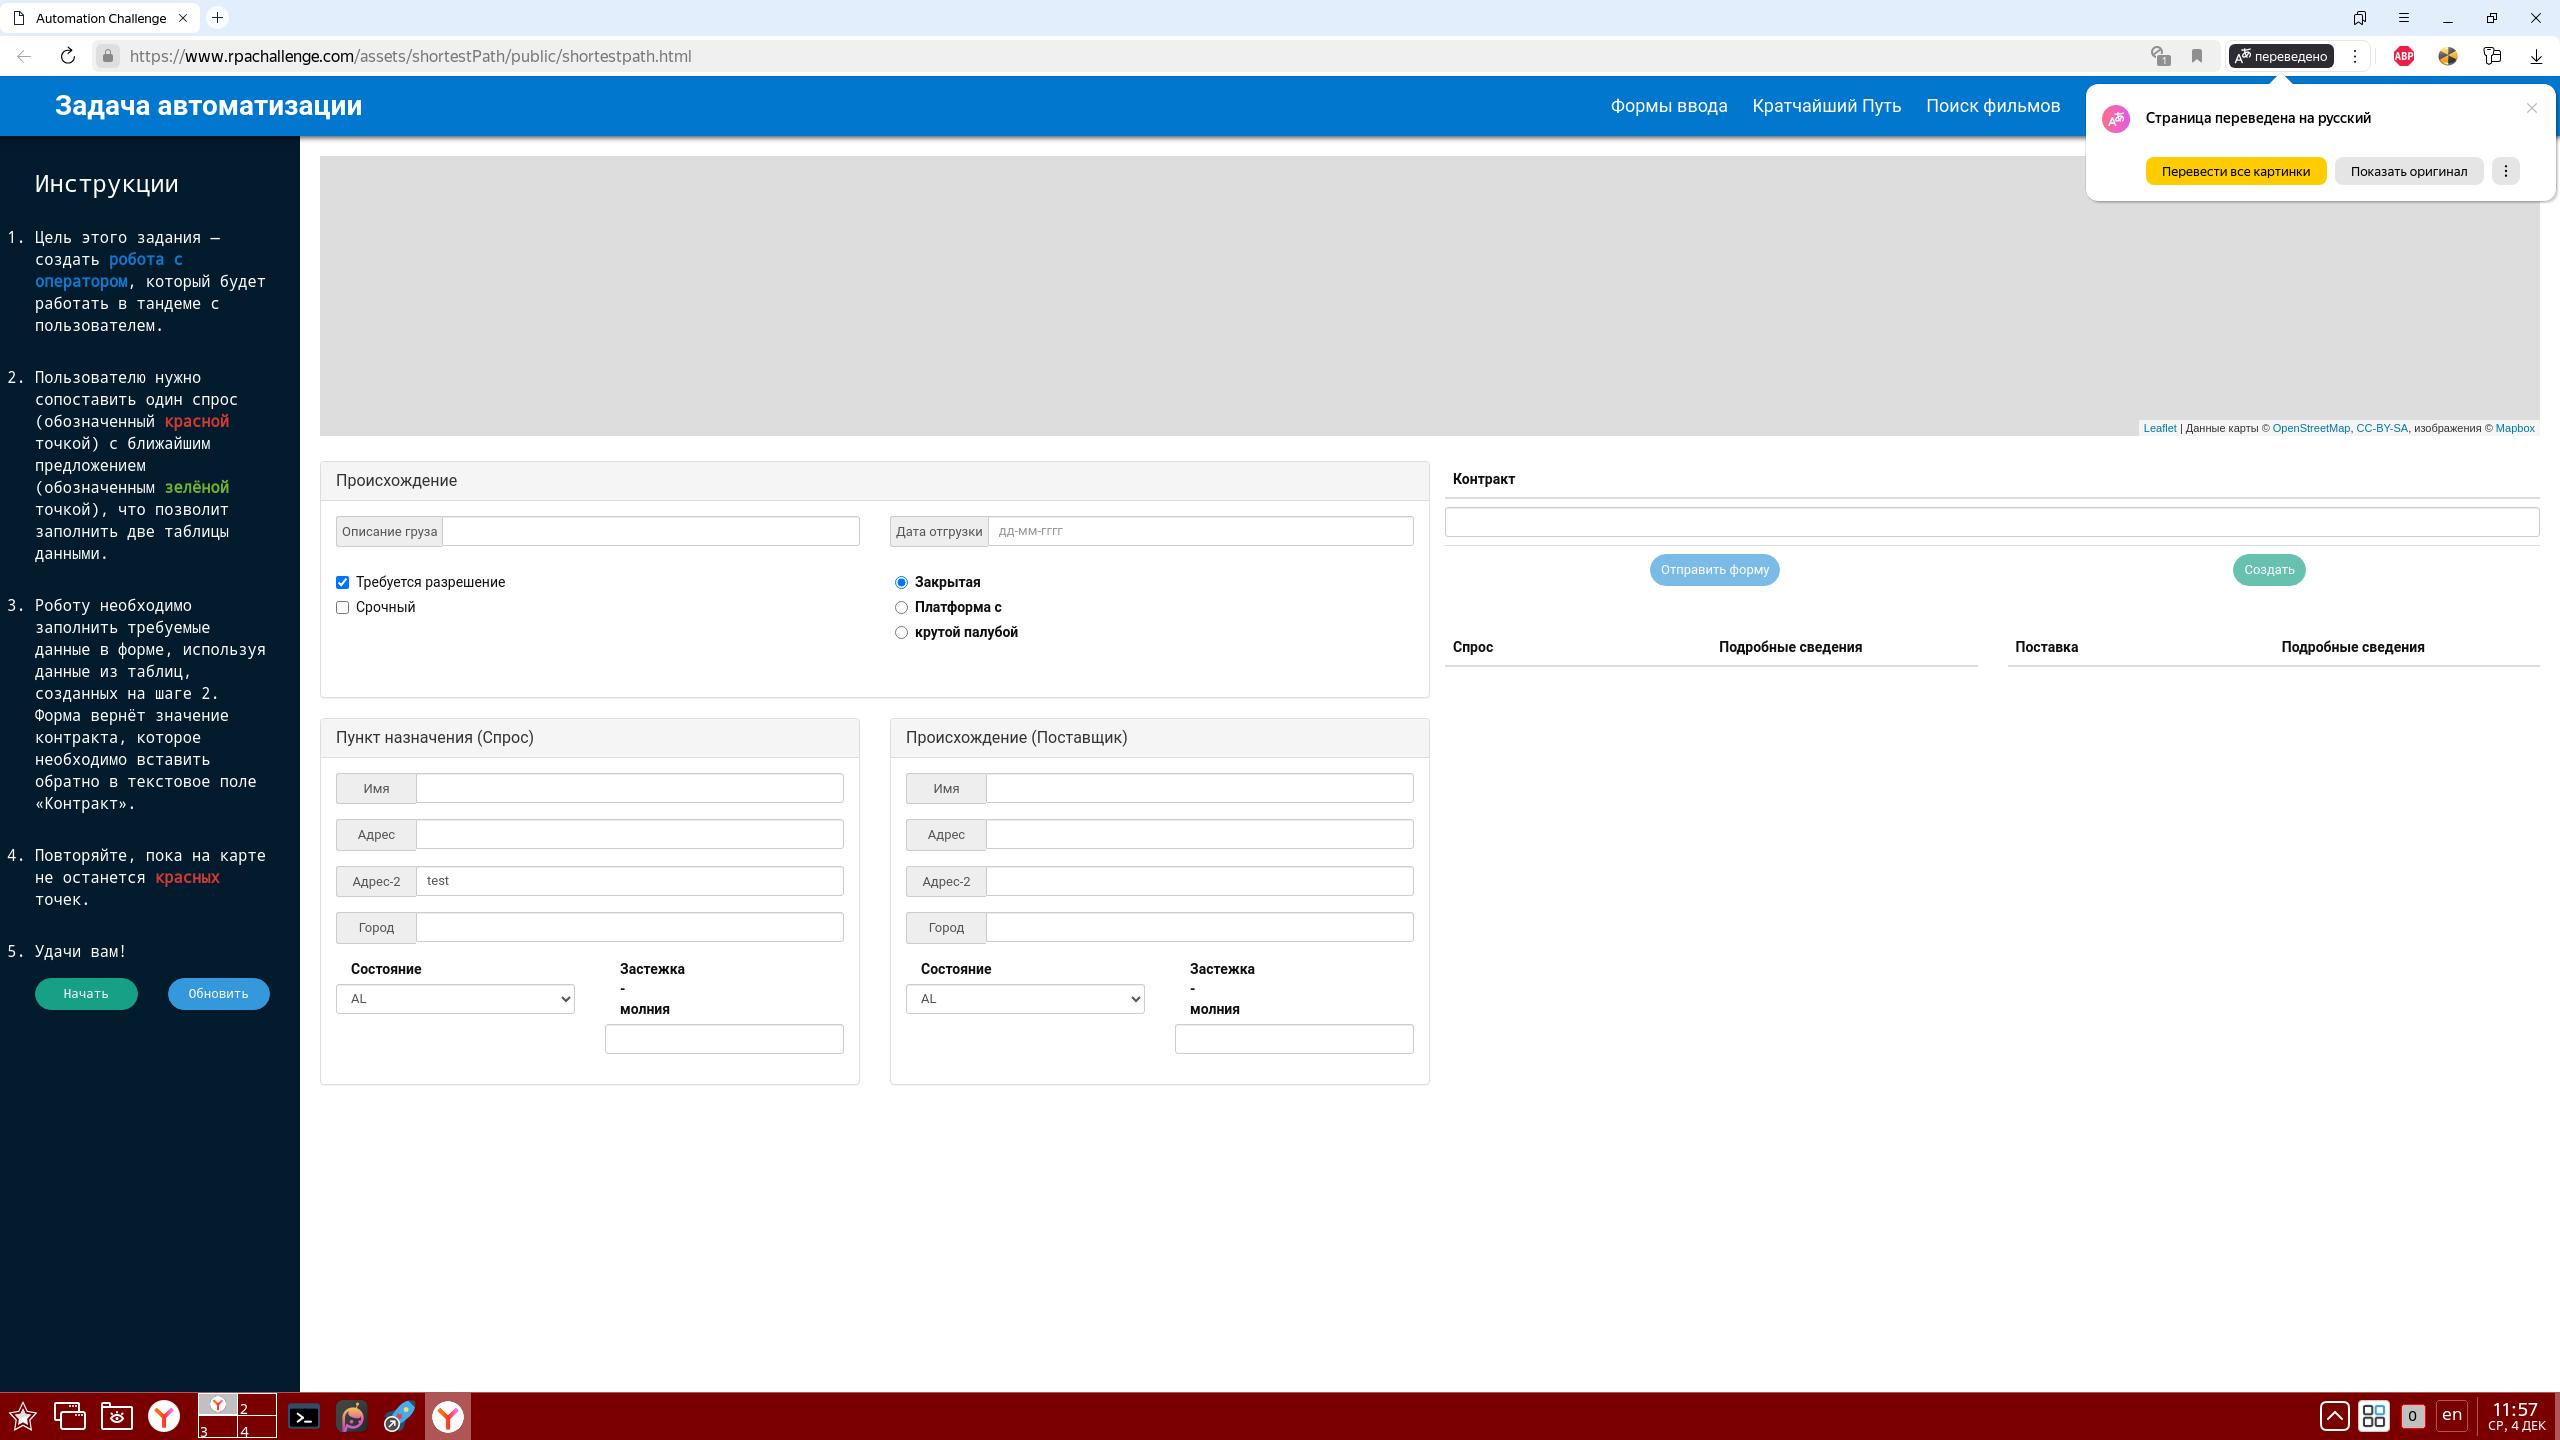 Automation Challenge
https://www.rpachallenge.com/assets/shortestPath/public/shortestpath.html
1
переведено
ABP
Задача автоматизации
Формы ввода
Кратчайший Путь
Поиск фильмов
Страница переведена на русский
Перевести все картинки
Показать оригинал
Инструкции
1. Цель этого задания —
создать робота с
оператором, который будет
работать в тандеме с
пользователем.
2. Пользователю нужно
сопоставить один спрос
(обозначенный красной
точкой) с ближайшим
предложением
(обозначенным зелёной
точкой), что позволит
заполнить две таблицы
данными.
3. Роботу необходимо
заполнить требуемые
данные в форме, используя
данные из таблиц,
созданных на шаге 2.
Форма вернёт значение
контракта, которое
необходимо вставить
обратно в текстовое поле
«Контракт».
4. Повторяйте, пока на карте
не останется красных
точек.
5. Удачи вам!
Начать
Обновить
Leaflet | Данные карты © OpenStreetMap, CC-BY-SA, изображения © Mapbox
Происхождение
Описание груза
Дата отгрузки
дд-мм-гггг
Требуется разрешение
Срочный
Закрытая
Платформа с
крутой палубой
Контракт
Отправить форму
Создать
Спрос
Подробные сведения
Поставка
Подробные сведения
Пункт назначения (Спрос)
Имя
Адрес
Адрес-2
test
Город
Состояние
AL
Застежка
-
молния
Происхождение (Поставщик)
Имя
Адрес
Адрес-2
Город
Состояние
AL
Застежка
-
молния
2
3
4
0
en
11:57
СР, 4 ДЕК